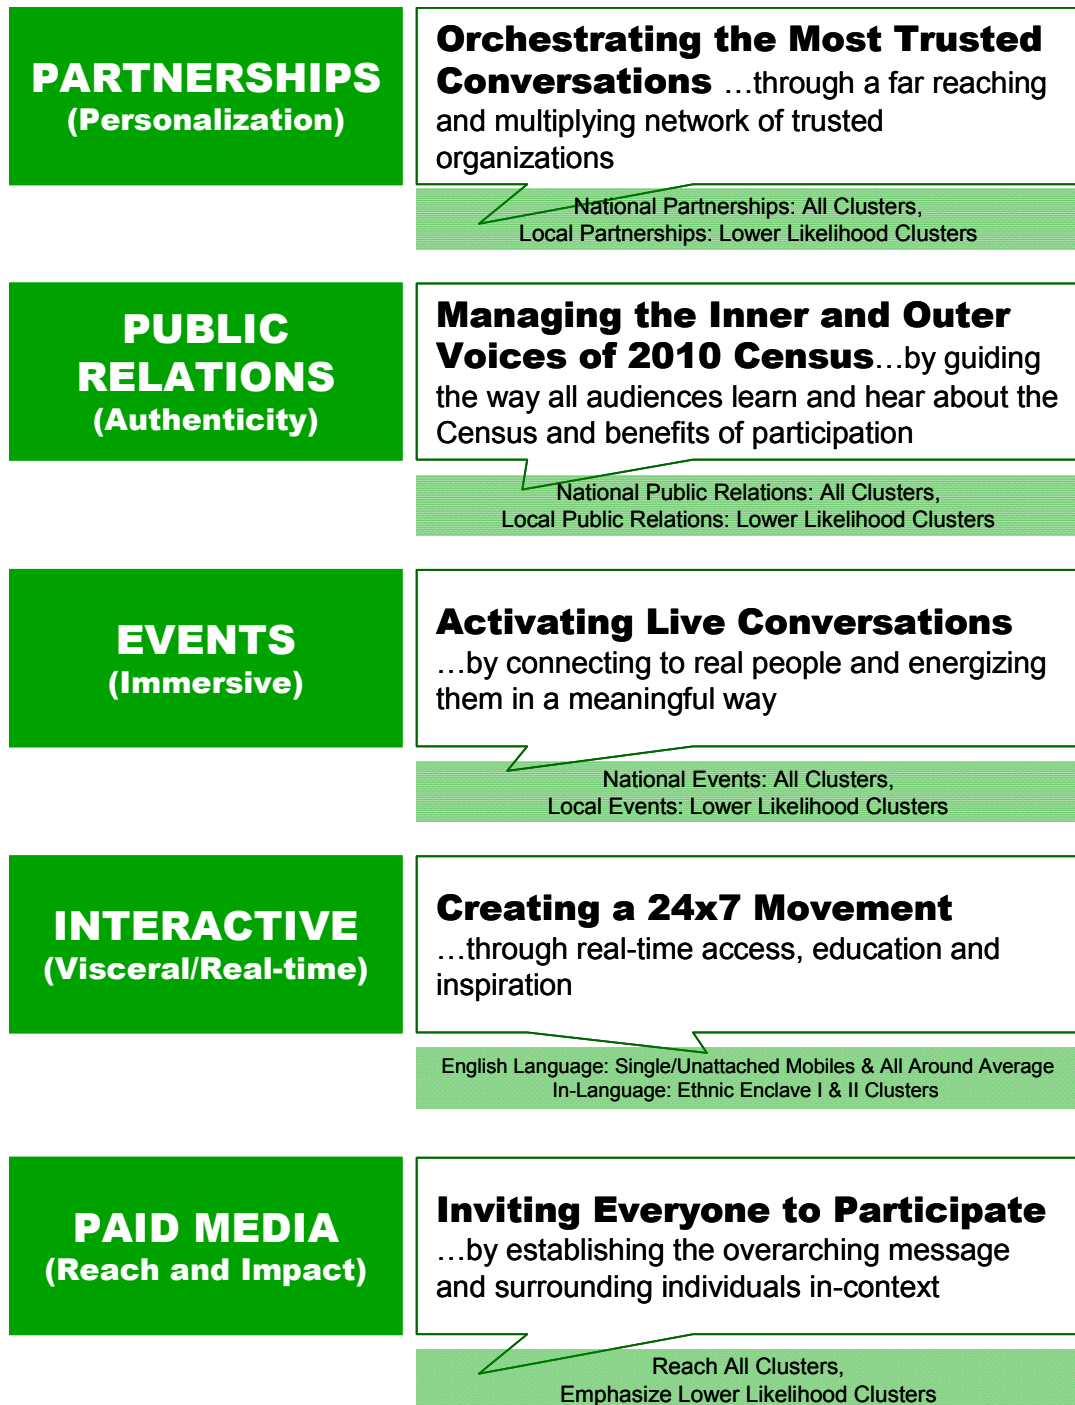 PARTNERSHIPS
(Personalization)
Orchestrating the Most Trusted
Conversations …through a far reaching
and multiplying network of trusted
organizations
National Partnerships: All Clusters,
Local Partnerships: Lower Likelihood Clusters
PUBLIC
RELATIONS
(Authenticity)
Managing the Inner and Outer
Voices of 2010 Census…by guiding
the way all audiences learn and hear about the
Census and benefits of participation
National Public Relations: All Clusters,
Local Public Relations: Lower Likelihood Clusters
EVENTS
(Immersive)
Activating Live Conversations
…by connecting to real people and energizing
them in a meaningful way
National Events: All Clusters,
Local Events: Lower Likelihood Clusters
INTERACTIVE
(Visceral/Real-time)
Creating a 24x7 Movement
…through real-time access, education and
inspiration
English Language: Single/Unattached Mobiles & All Around Average
In-Language: Ethnic Enclave I & II Clusters
PAID MEDIA
(Reach and Impact)
Inviting Everyone to Participate
…by establishing the overarching message
and surrounding individuals in-context
Reach All Clusters,
Emphasize Lower Likelihood Clusters